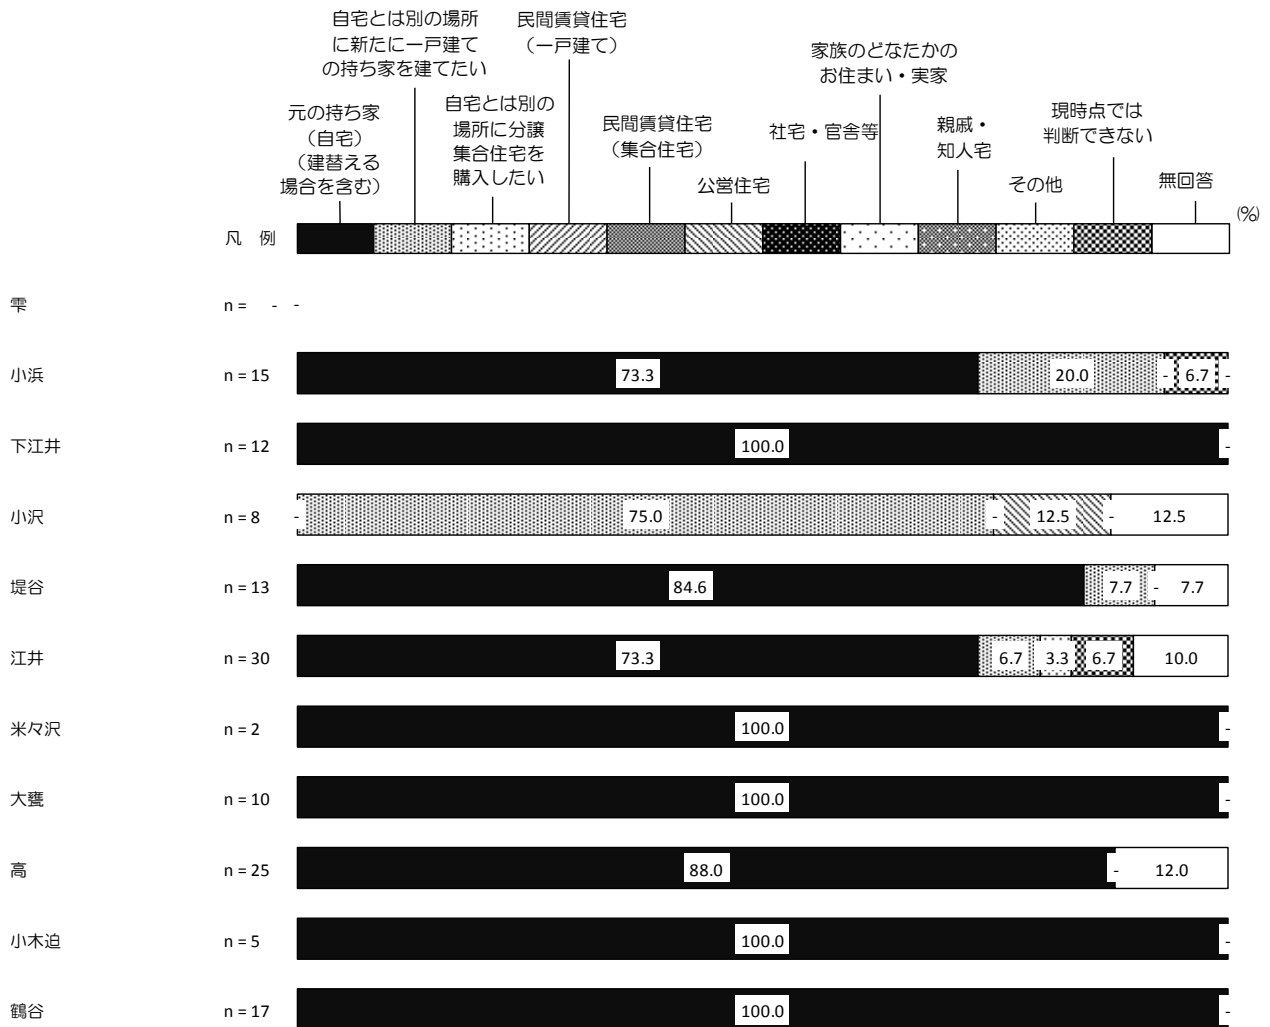 自宅とは別の場所
に新たに一戸建て
の持ち家を建てたい
民間賃貸住宅
（一戸建て）
家族のどなたかの
お住まい・実家
元の持ち家
（自宅）
（建替える
場合を含む）
自宅とは別の
場所に分譲
集合住宅を
購入したい
民間賃貸住宅
（集合住宅）
公営住宅
社宅・官舎等
親戚・
知人宅
その他
現時点では
判断できない
無回答
(%)
凡 例
雫 n = - -
小浜 n = 15 73.3 20.0 - 6.7 -
下江井 n = 12 100.0 -
小沢 n = 8 - 75.0 - 12.5 - 12.5
堤谷 n = 13 84.6 7.7 - 7.7
江井 n = 30 73.3 6.7 3.3 6.7 10.0
米々沢 n = 2 100.0 -
大甕 n = 10 100.0 -
高 n = 25 88.0 - 12.0
小木迫 n = 5 100.0 -
鶴谷 n = 17 100.0 -